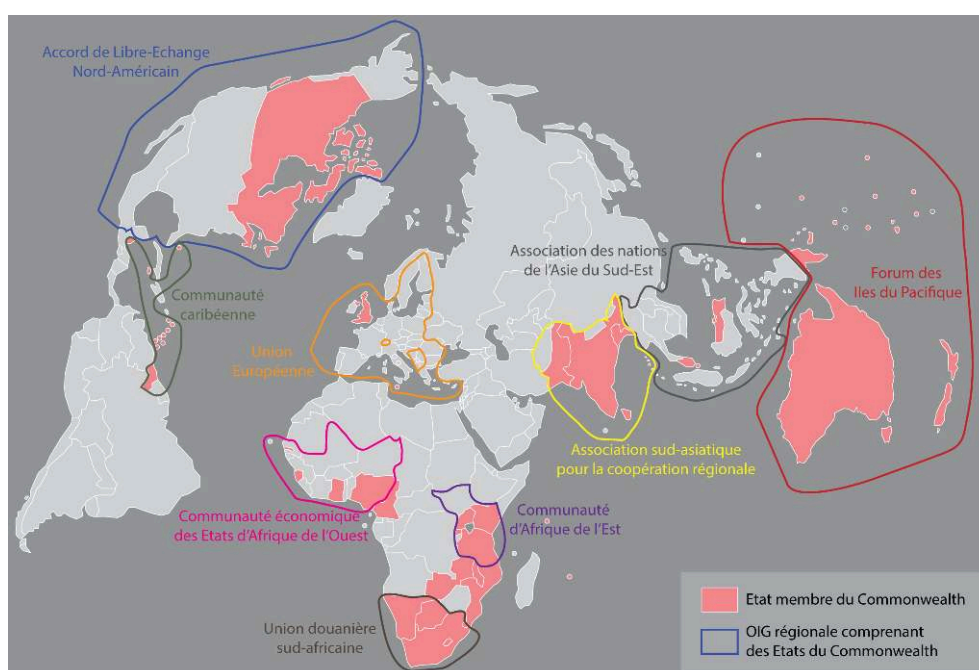 Accord de Libre-Echange
Nord-Américain
Association des nations
de l'Asie du Sud-Est
Forum des
Iles du Pacifique
Communauté
caribéenne
Union
Européenne
Association sud-asiatique
pour la coopération régionale
Communauté économique
des Etats d'Afrique de l'Ouest
Communauté
d'Afrique de l'Est
Union douanière
sud-africaine
Etat membre du Commonwealth
OIG régionale comprenant
des Etats du Commonwealth